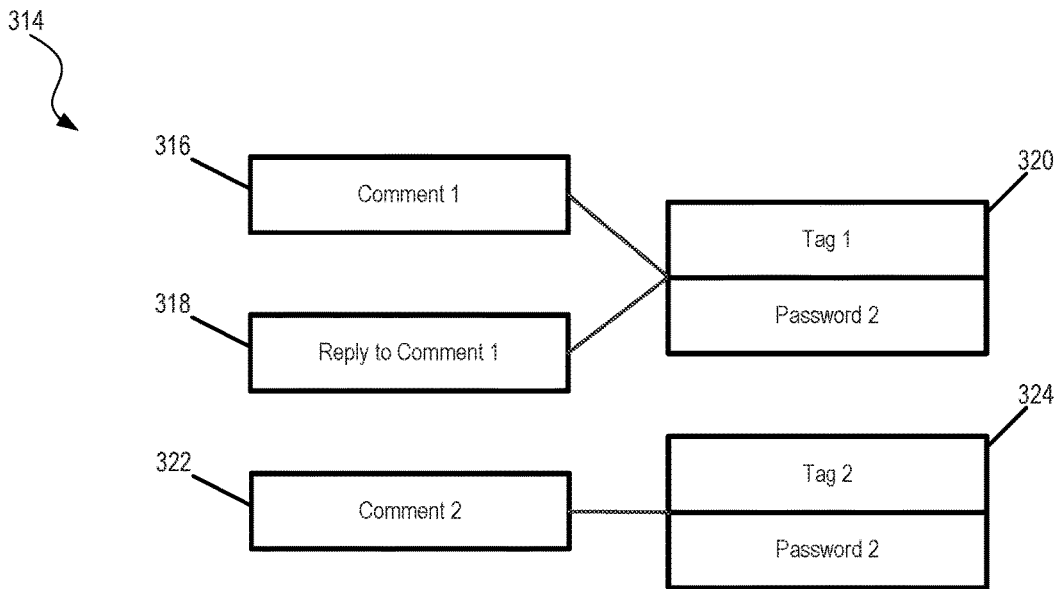 314
316
Comment 1
320
Tag 1
318
Reply to Comment 1
Password 2
324
322
Comment 2
Tag 2
Password 2